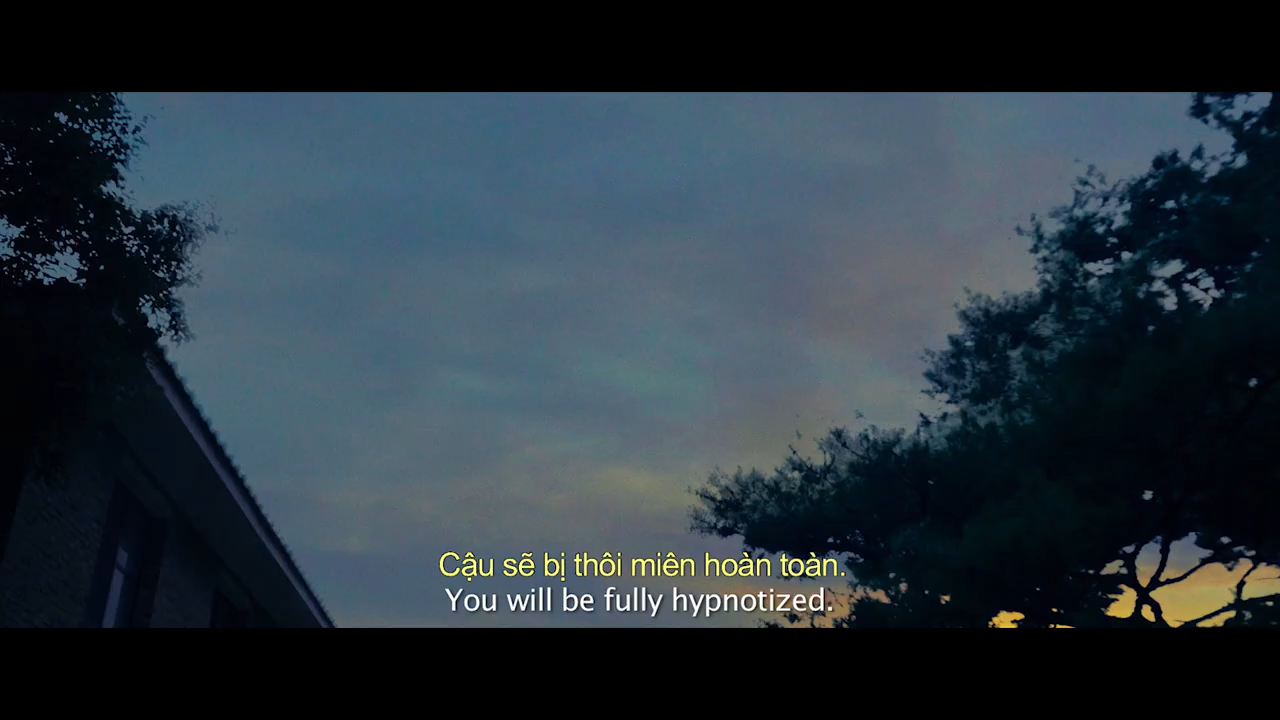 Cậu sẽ bị thôi miên hoàn toàn.
You will be fully hypnotized.